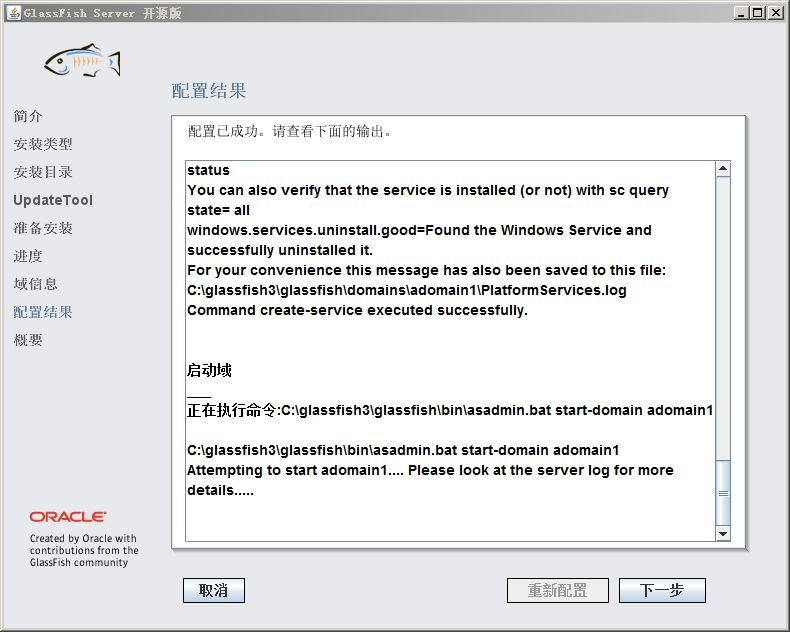 GlassFish Server 开源版
配置结果
简介
安装类型
安装目录
UpdateTool
准备安装
进度
域信息
配置结果
概要
配置已成功。请查看下面的输出。
status
You can also verify that the service is installed (or not) with sc query
state= all
windows.services.uninstall.good=Found the Windows Service and
successfully uninstalled it.
For your convenience this message has also been saved to this file:
C:\glassfish3\glassfish\domains\adomain1\PlatformServices.log
Command create-service executed successfully.
启动域
___
正在执行命令:C:\glassfish3\glassfish\bin\asadmin.bat start-domain adomain1
C:\glassfish3\glassfish\bin\asadmin.bat start-domain adomain1
Attempting to start adomain1.... Please look at the server log for more
details.....
ORACLE
Created by Oracle with
contributions from the
GlassFish community
取消
重新配置
下一步